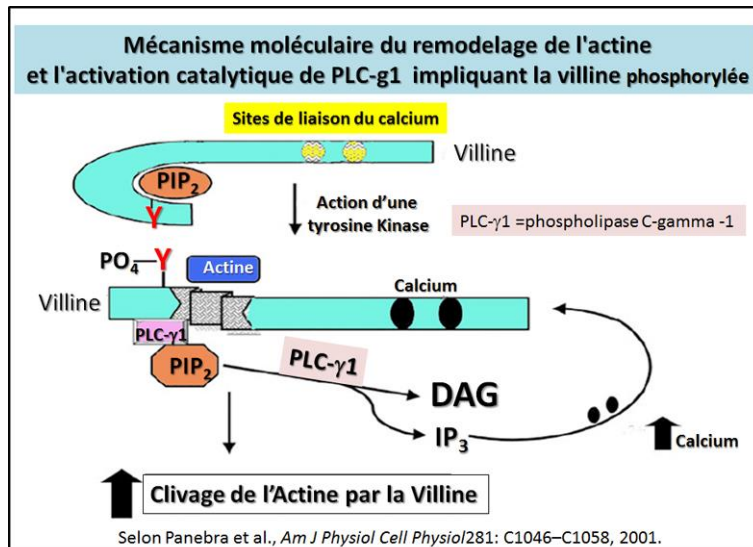 Mécanisme moléculaire du remodelage de l'actine
et l'activation catalytique de PLC-g1 impliquant la villine phosphorylée
Sites de liaison du calcium
Villine
PIP2
Y
Action d'une
tyrosine Kinase
PLC-γ1 =phospholipase C-gamma -1
PO4
Y
Actine
Villine
Calcium
PLC-γ1
PIP2
PLC-γ1
DAG
IP3
Calcium
Clivage de l'Actine par la Villine
Selon Panebra et al., Am J Physiol Cell Physiol281: C1046–C1058, 2001.